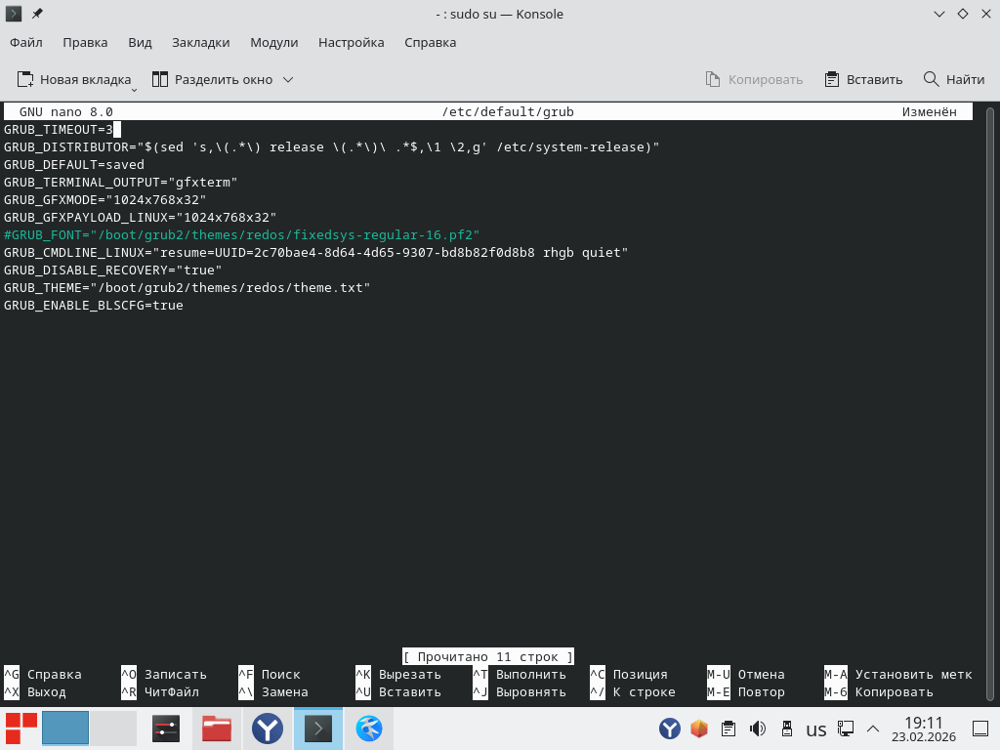 - : sudo su — Konsole
Файл Правка Вид Закладки Модули Настройка Справка
Новая вкладка Разделить окно Копировать Вставить Найти
GNU nano 8.0 /etc/default/grub Изменён
GRUB_TIMEOUT=3
GRUB_DISTRIBUTOR="$(sed 's,\(.*\) release \(.*\)\ .*$,\1 \2,g' /etc/system-release)"
GRUB_DEFAULT=saved
GRUB_TERMINAL_OUTPUT="gfxterm"
GRUB_GFXMODE="1024x768x32"
GRUB_GFXPAYLOAD_LINUX="1024x768x32"
#GRUB_FONT="/boot/grub2/themes/redos/fixedsys-regular-16.pf2"
GRUB_CMDLINE_LINUX="resume=UUID=2c70bae4-8d64-4d65-9307-bd8b82f0d8b8 rhgb quiet"
GRUB_DISABLE_RECOVERY="true"
GRUB_THEME="/boot/grub2/themes/redos/theme.txt"
GRUB_ENABLE_BLSCFG=true
[ Прочитано 11 строк ]
^G Справка ^O Записать ^F Поиск ^K Вырезать ^T Выполнить ^C Позиция M-U Отмена M-A Установить метк
^X Выход ^R ЧитФайл ^\ Замена ^U Вставить ^J Выровнять ^/ К строке M-E Повтор M-6 Копировать
us 19:11
23.02.2026